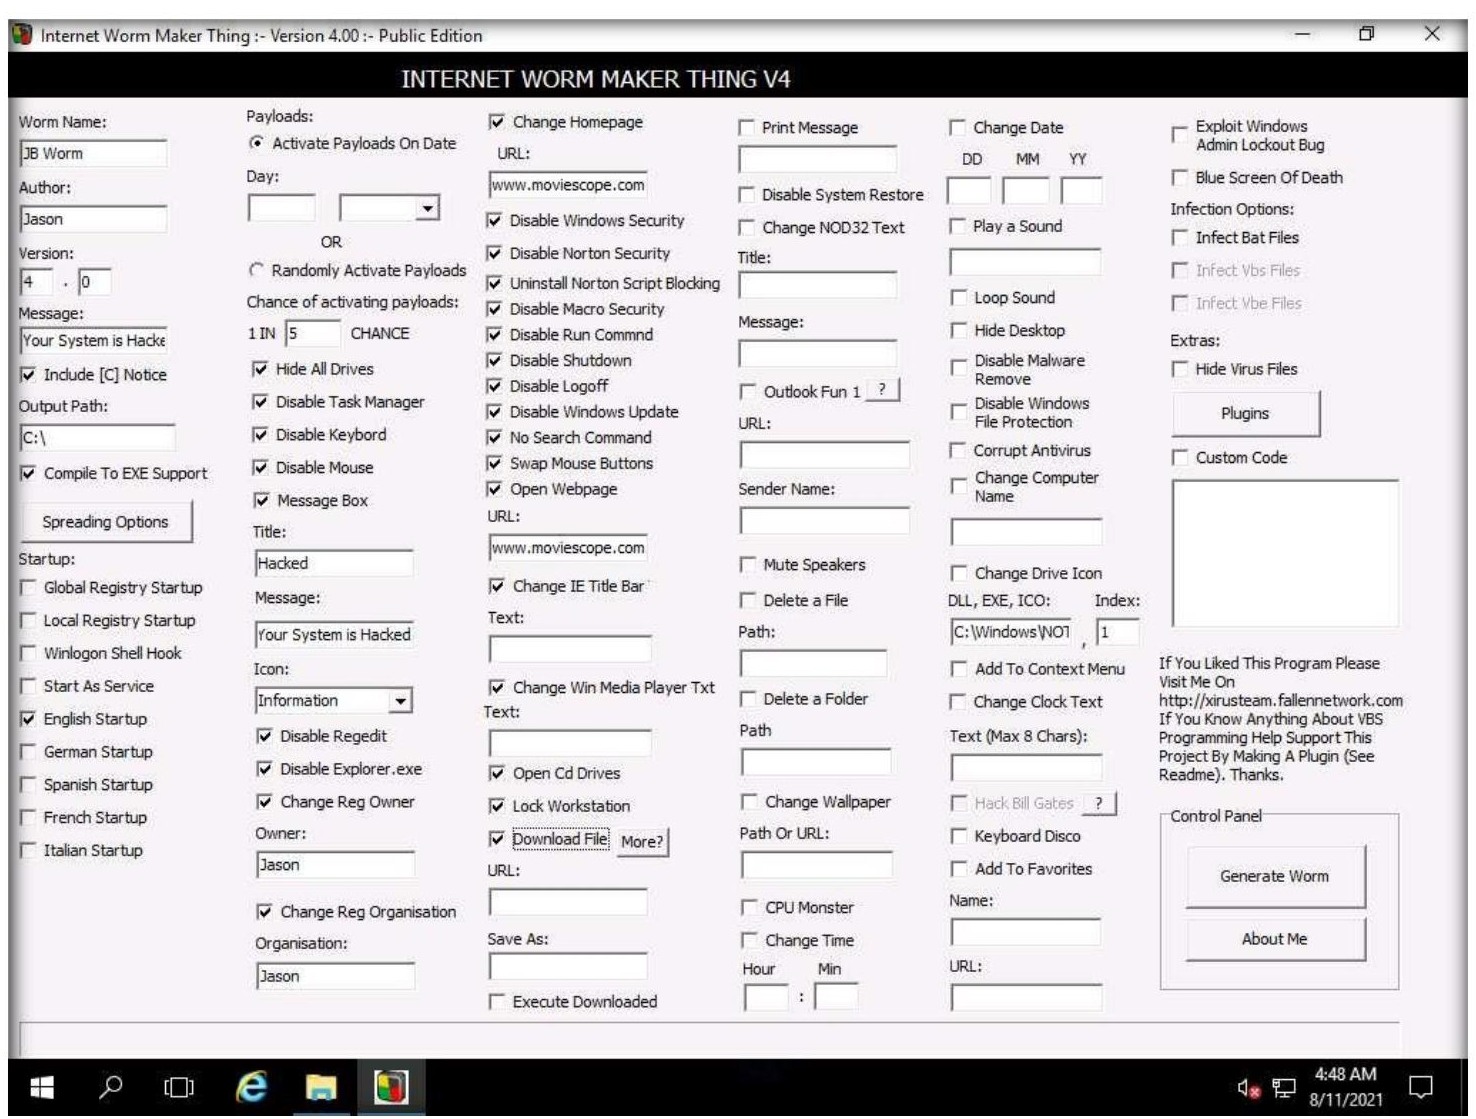 Internet Worm Maker Thing :- Version 4.00 :- Public Edition
INTERNET WORM MAKER THING V4
Worm Name:
JB Worm
Author:
Jason
Version:
4 . 0
Message:
Your System is Hacke
Include [C] Notice
Output Path:
C:\
Compile To EXE Support
Spreading Options
Startup:
Global Registry Startup
Local Registry Startup
Winlogon Shell Hook
Start As Service
English Startup
German Startup
Spanish Startup
French Startup
Italian Startup
Payloads:
Activate Payloads On Date
Day:
OR
Randomly Activate Payloads
Chance of activating payloads:
1 IN 5 CHANCE
Hide All Drives
Disable Task Manager
Disable Keybord
Disable Mouse
Message Box
Title:
Hacked
Message:
Your System is Hacked
Icon:
Information
Disable Regedit
Disable Explorer.exe
Change Reg Owner
Owner:
Jason
Change Reg Organisation
Organisation:
Jason
Change Homepage
URL:
www.moviescope.com
Disable Windows Security
Disable Norton Security
Uninstall Norton Script Blocking
Disable Macro Security
Disable Run Commnd
Disable Shutdown
Disable Logoff
Disable Windows Update
No Search Command
Swap Mouse Buttons
Open Webpage
URL:
www.moviescope.com
Change IE Title Bar
Text:
Change Win Media Player Txt
Text:
Open Cd Drives
Lock Workstation
Download File More?
URL:
Save As:
Execute Downloaded
Print Message
Disable System Restore
Change NOD32 Text
Title:
Message:
Outlook Fun 1 ?
URL:
Sender Name:
Mute Speakers
Delete a File
Path:
Delete a Folder
Path
Change Wallpaper
Path Or URL:
CPU Monster
Change Time
Hour Min
:
Change Date
DD MM YY
Play a Sound
Loop Sound
Hide Desktop
Disable Malware
Remove
Disable Windows
File Protection
Corrupt Antivirus
Change Computer
Name
Change Drive Icon
DLL, EXE, ICO: Index:
C:\Windows\NOT , 1
Add To Context Menu
Change Clock Text
Text (Max 8 Chars):
Hack Bill Gates ?
Keyboard Disco
Add To Favorites
Name:
URL:
Exploit Windows
Admin Lockout Bug
Blue Screen Of Death
Infection Options:
Infect Bat Files
Infect Vbs Files
Infect Vbe Files
Extras:
Hide Virus Files
Plugins
Custom Code
If You Liked This Program Please
Visit Me On
http://xirusteam.fallennetwork.com
If You Know Anything About VBS
Programming Help Support This
Project By Making A Plugin (See
Readme). Thanks.
Control Panel
Generate Worm
About Me
4:48 AM
8/11/2021